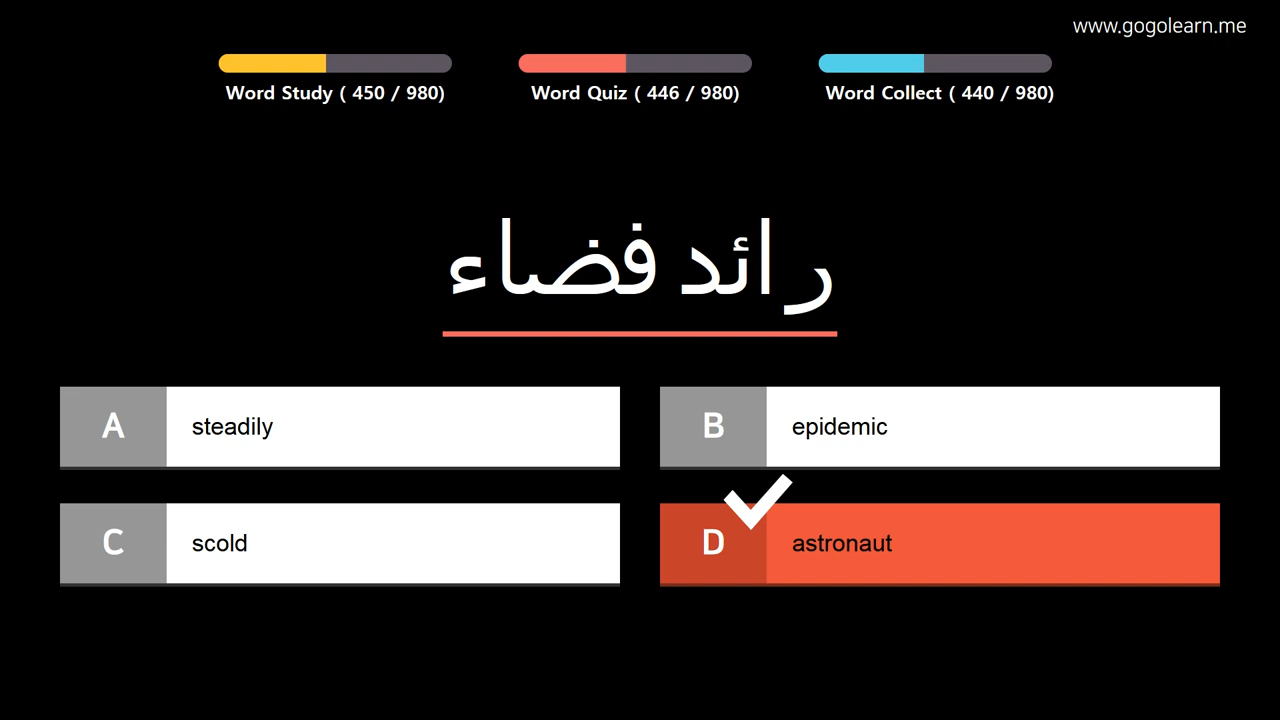 www.gogolearn.me
Word Study ( 450 / 980)
Word Quiz ( 446 / 980)
Word Collect ( 440 / 980)
رائد فضاء
A steadily
B epidemic
C scold
D astronaut